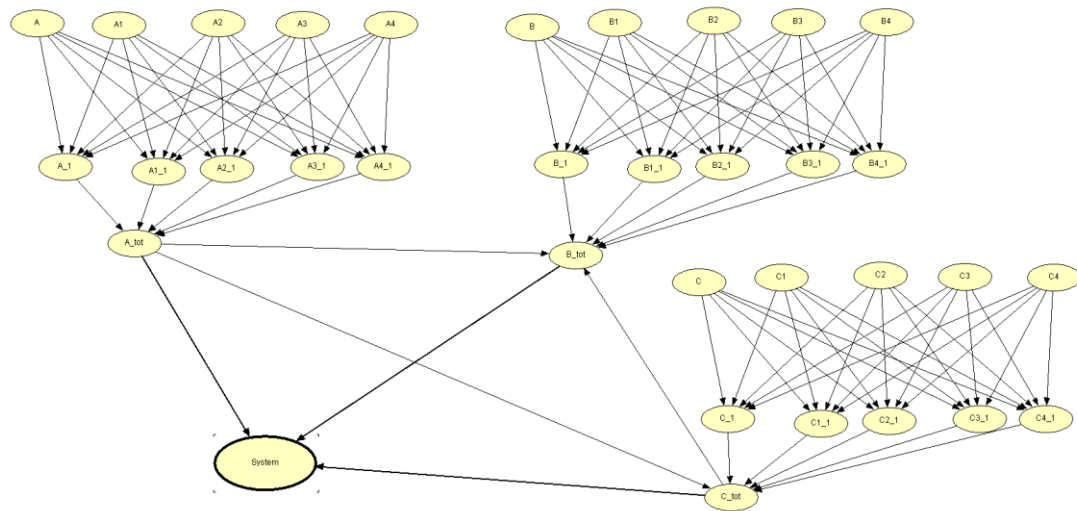 A A1 A2 A3 A4
B B1 B2 B3 B4
A_1 A1_1 A2_1 A3_1 A4_1
B_1 B1_1 B2_1 B3_1 B4_1
A_tot
B_tot
C C1 C2 C3 C4
C_1 C1_1 C2_1 C3_1 C4_1
System
C_tot